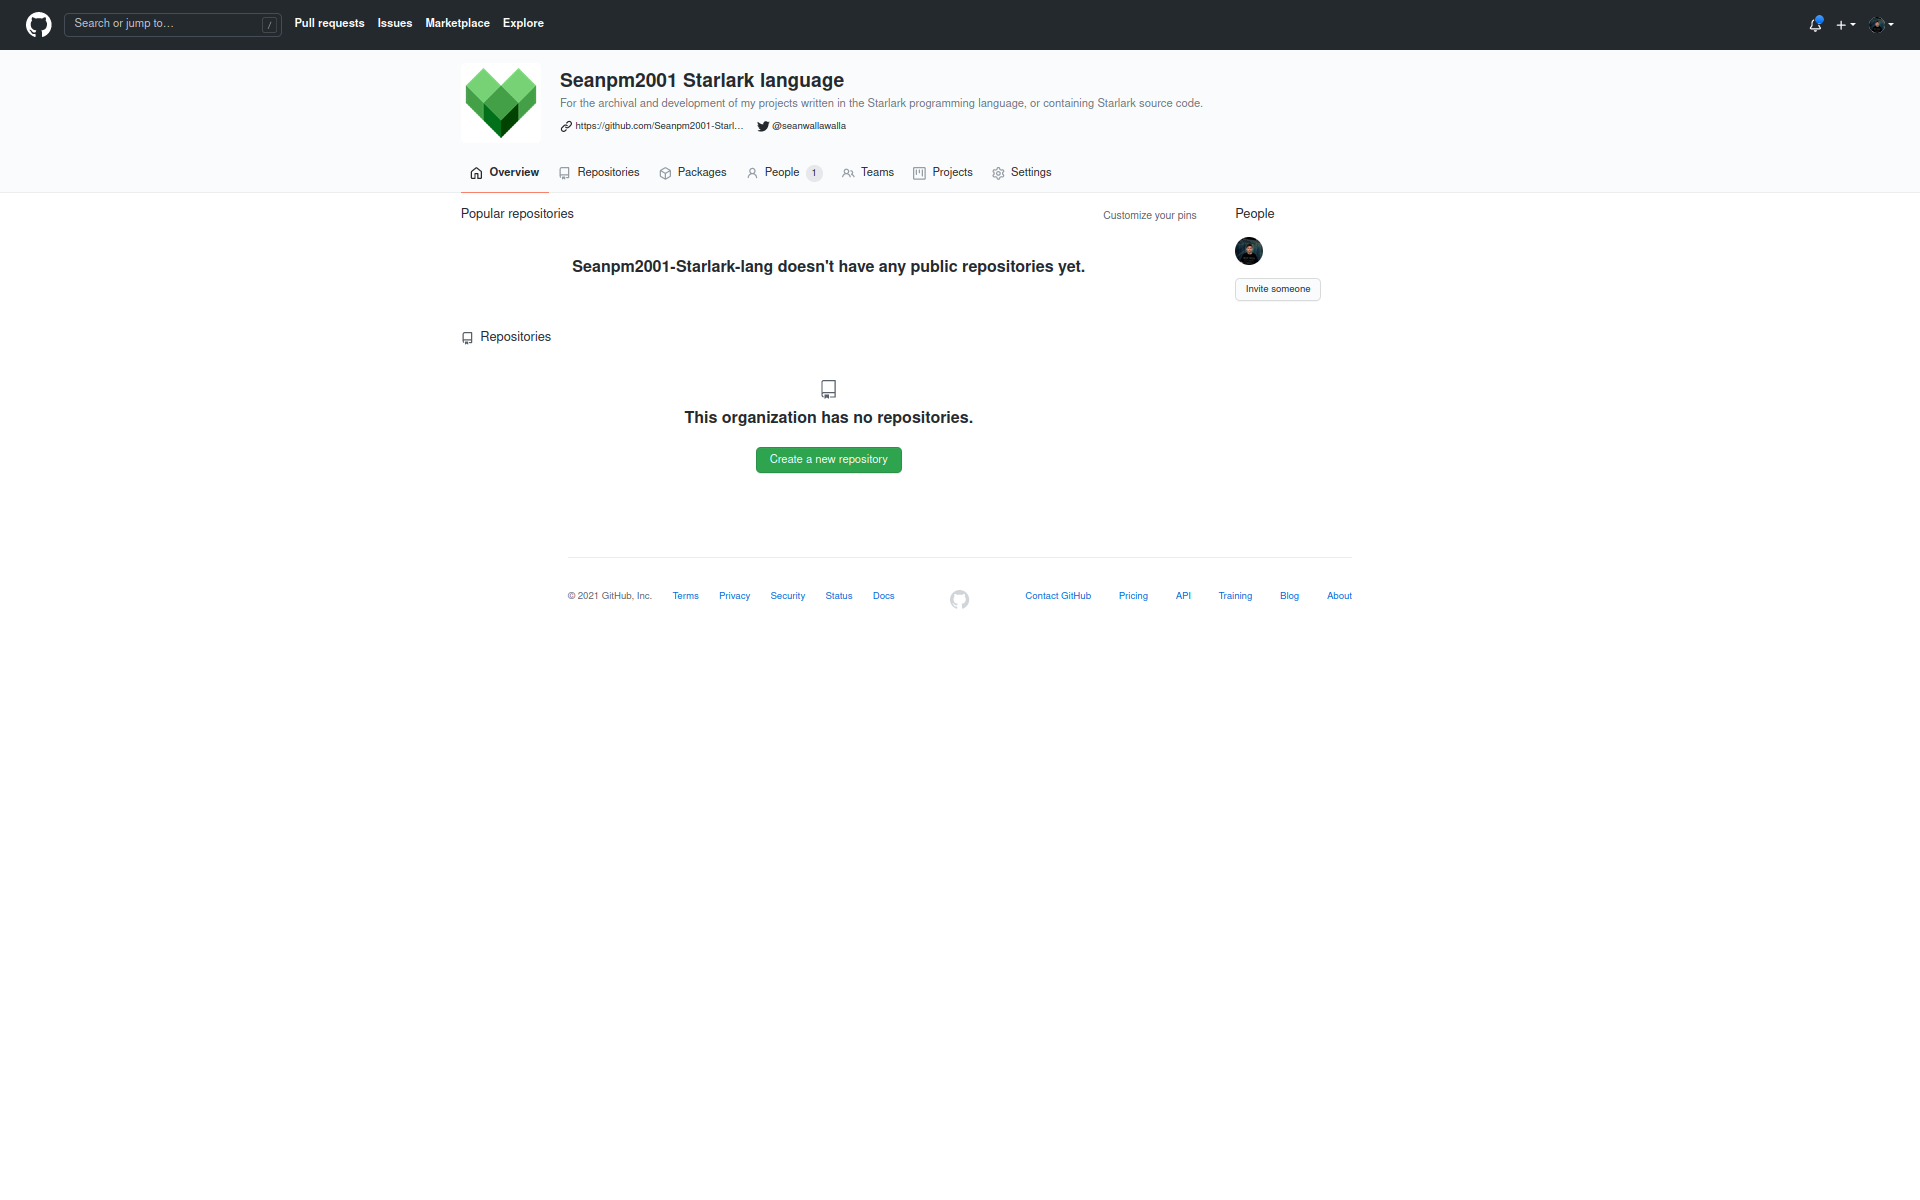 Search or jump to… /
Pull requests Issues Marketplace Explore
Seanpm2001 Starlark language
For the archival and development of my projects written in the Starlark programming language, or containing Starlark source code.
https://github.com/Seanpm2001-Starl… @seanwallawalla
Overview Repositories Packages People 1 Teams Projects Settings
Popular repositories Customize your pins
Seanpm2001-Starlark-lang doesn't have any public repositories yet.
People
Invite someone
Repositories
This organization has no repositories.
Create a new repository
© 2021 GitHub, Inc. Terms Privacy Security Status Docs Contact GitHub Pricing API Training Blog About